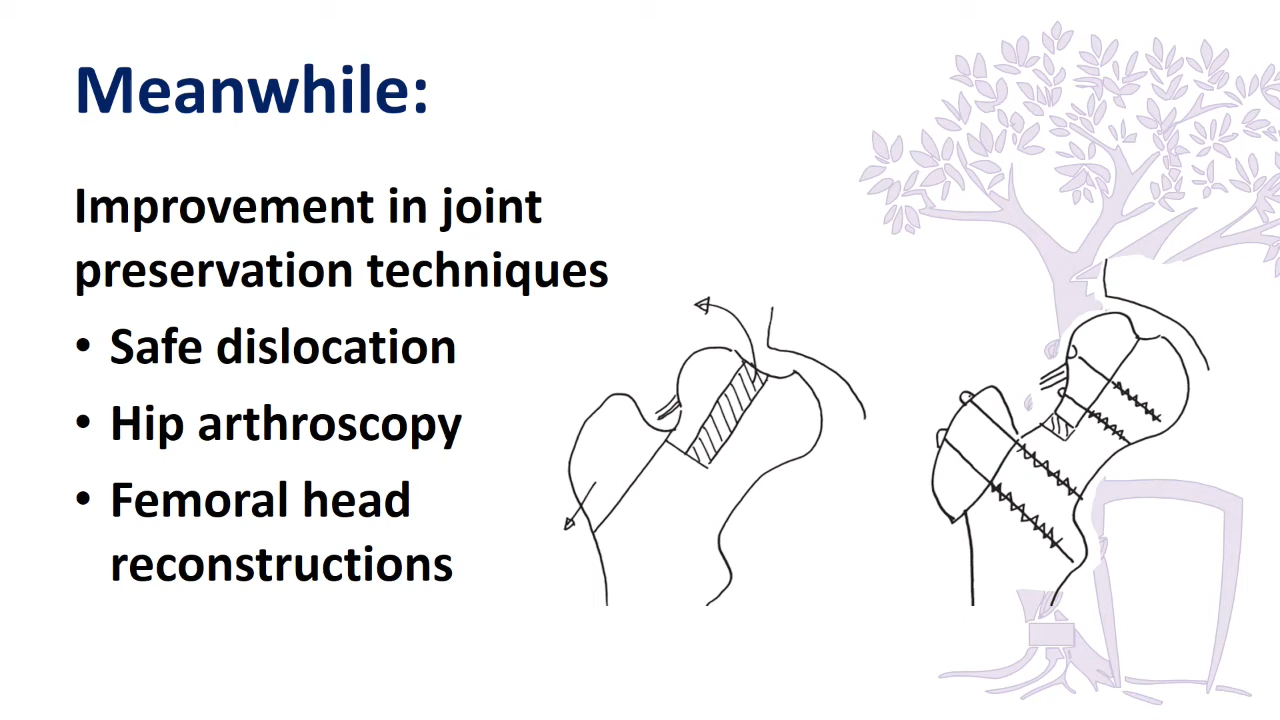 Meanwhile:
Improvement in joint
preservation techniques
• Safe dislocation
• Hip arthroscopy
• Femoral head
reconstructions